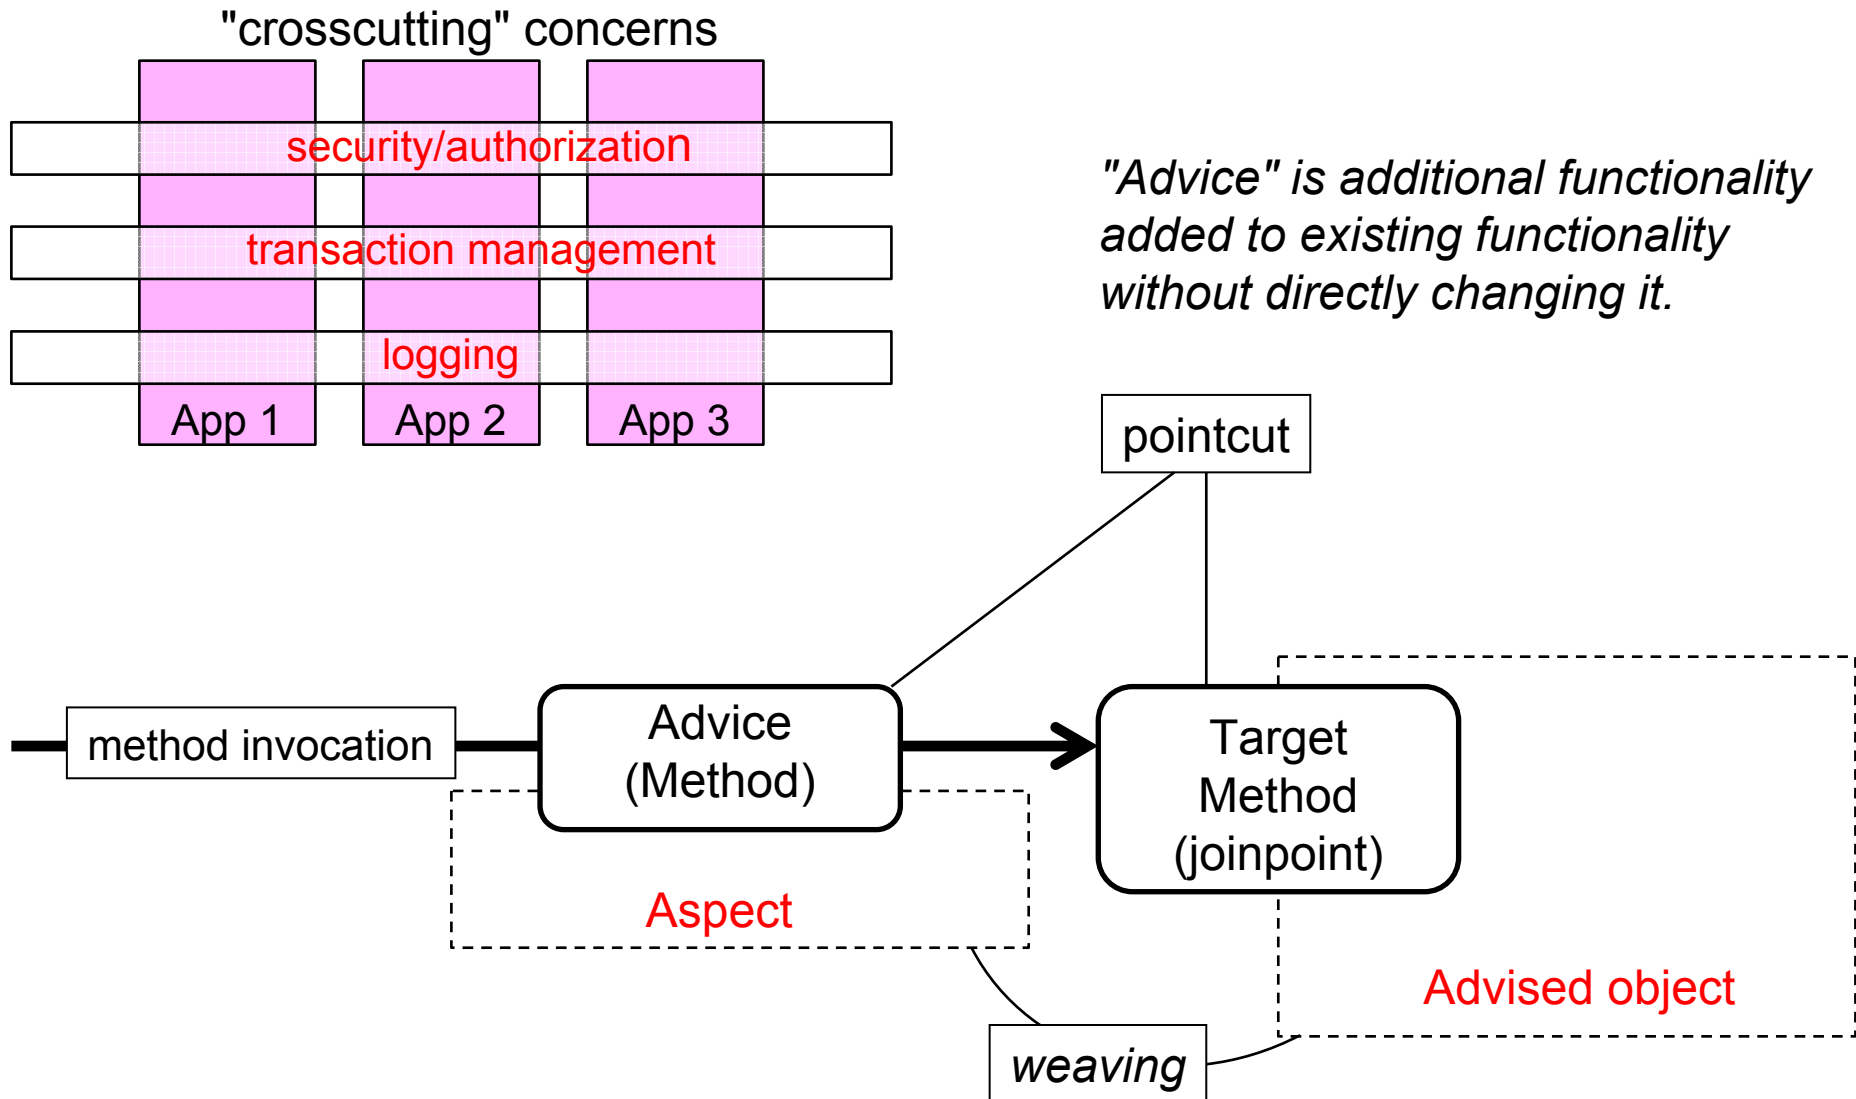 "crosscutting" concerns
security/authorization
transaction management
logging
App 1
App 2
App 3
"Advice" is additional functionality
added to existing functionality
without directly changing it.
pointcut
method invocation
Advice
(Method)
Target
Method
(joinpoint)
Aspect
Advised object
weaving